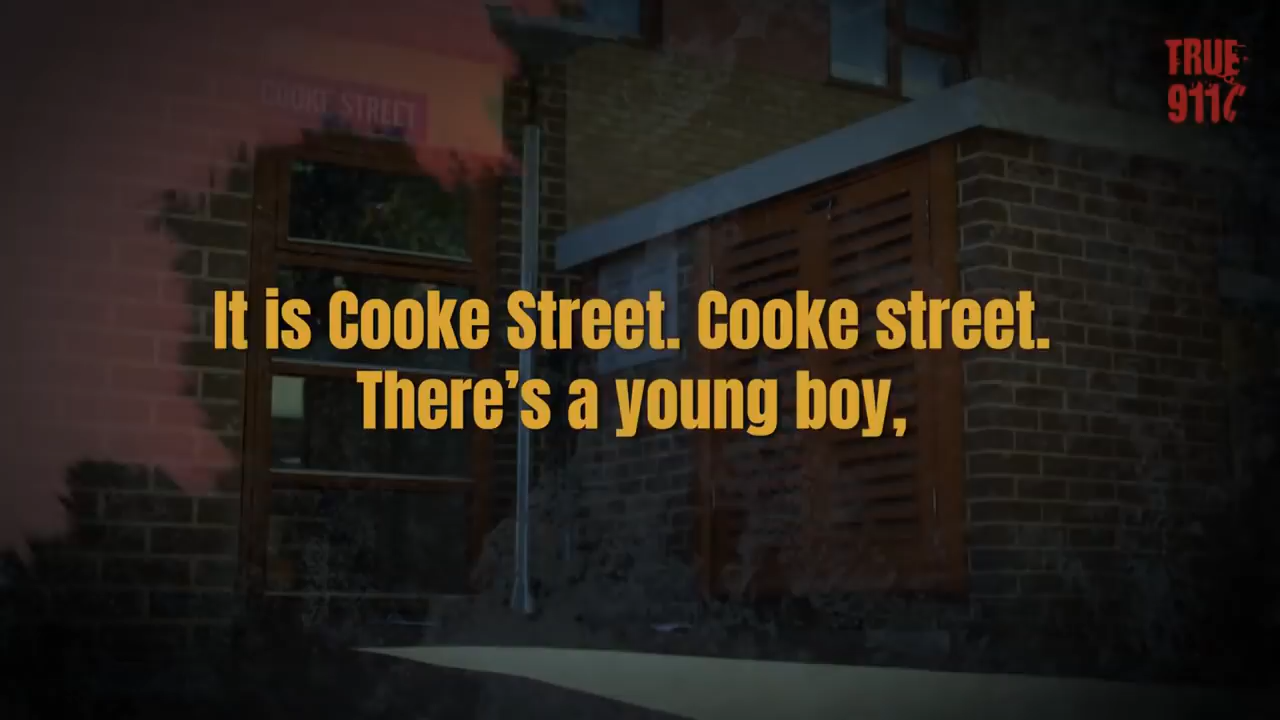 COOKE STREET
TRUE
911
It is Cooke Street. Cooke street.
There’s a young boy,